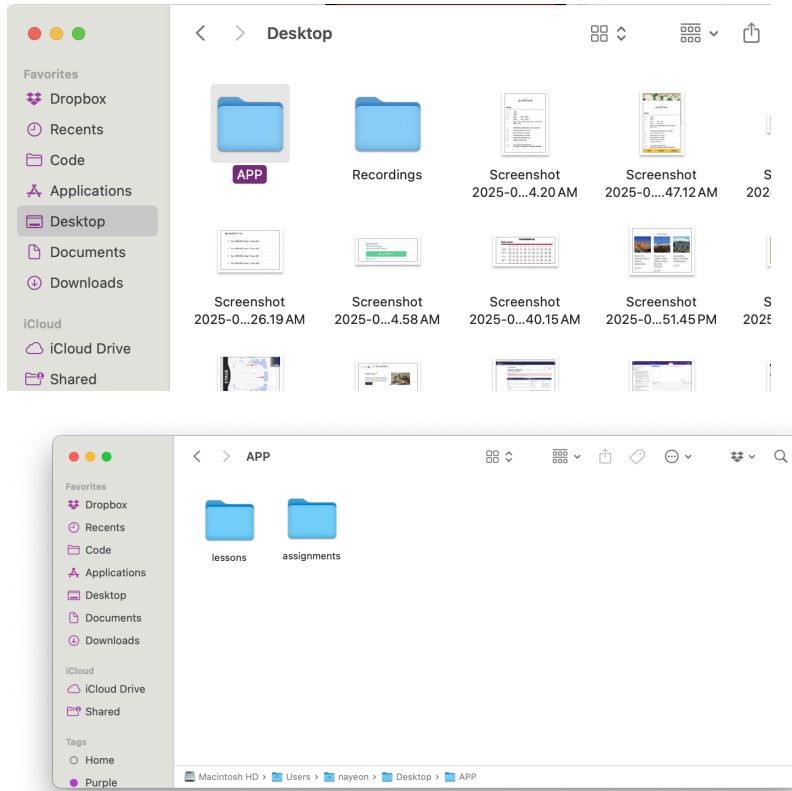 Desktop
Favorites
Dropbox
Recents
Code
Applications
Desktop
Documents
Downloads
iCloud
iCloud Drive
Shared
APP
Recordings
Screenshot
2025-0...4.20 AM
Screenshot
2025-0....47.12 AM
S
202
Screenshot
2025-0...26.19 AM
Screenshot
2025-0...4.58 AM
Screenshot
2025-0...40.15 AM
Screenshot
2025-0...51.45 PM
S
2025
APP
Favorites
Dropbox
Recents
Code
Applications
Desktop
Documents
Downloads
iCloud
iCloud Drive
Shared
Tags
Home
Purple
lessons
assignments
Macintosh HD › Users › nayeon › Desktop › APP